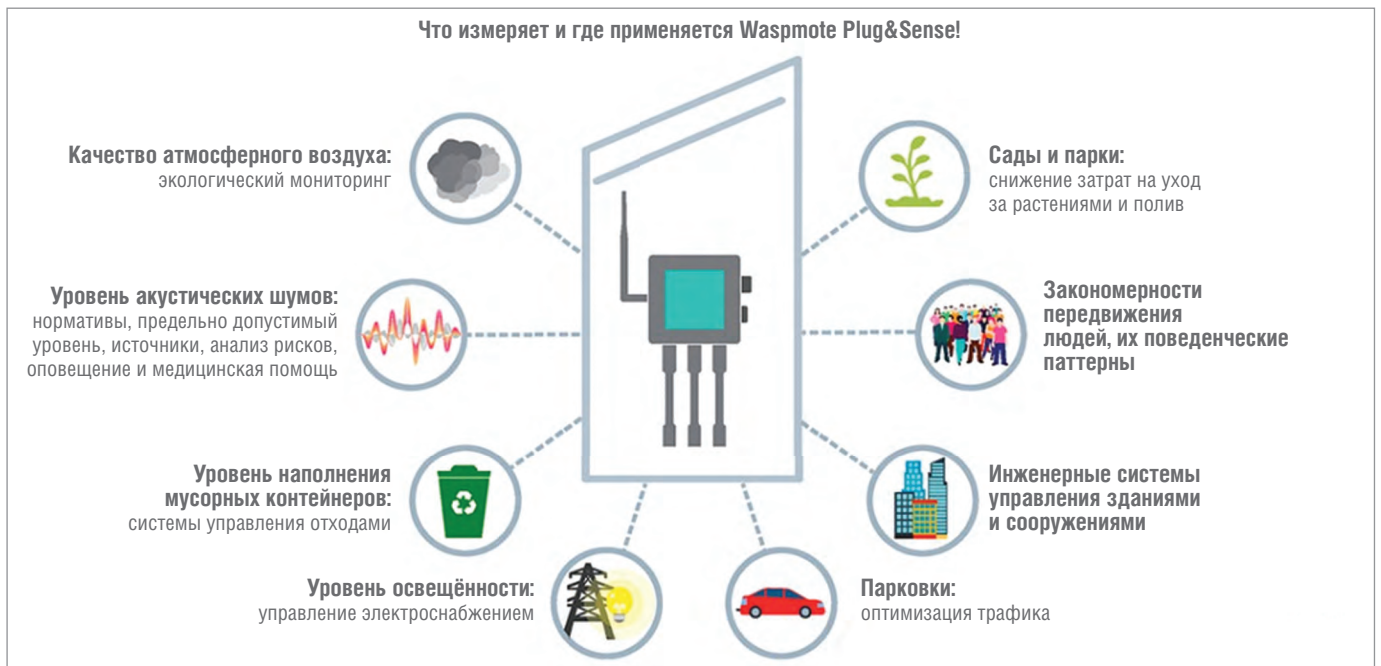 Что измеряет и где применяется Waspmote Plug&Sense!
Качество атмосферного воздуха:
экологический мониторинг
Уровень акустических шумов:
нормативы, предельно допустимый
уровень, источники, анализ рисков,
оповещение и медицинская помощь
Уровень наполнения
мусорных контейнеров:
системы управления отходами
Уровень освещённости:
управление электроснабжением
Сады и парки:
снижение затрат на уход
за растениями и полив
Закономерности
передвижения
людей, их поведенческие
паттерны
Инженерные системы
управления зданиями
и сооружениями
Парковки:
оптимизация трафика